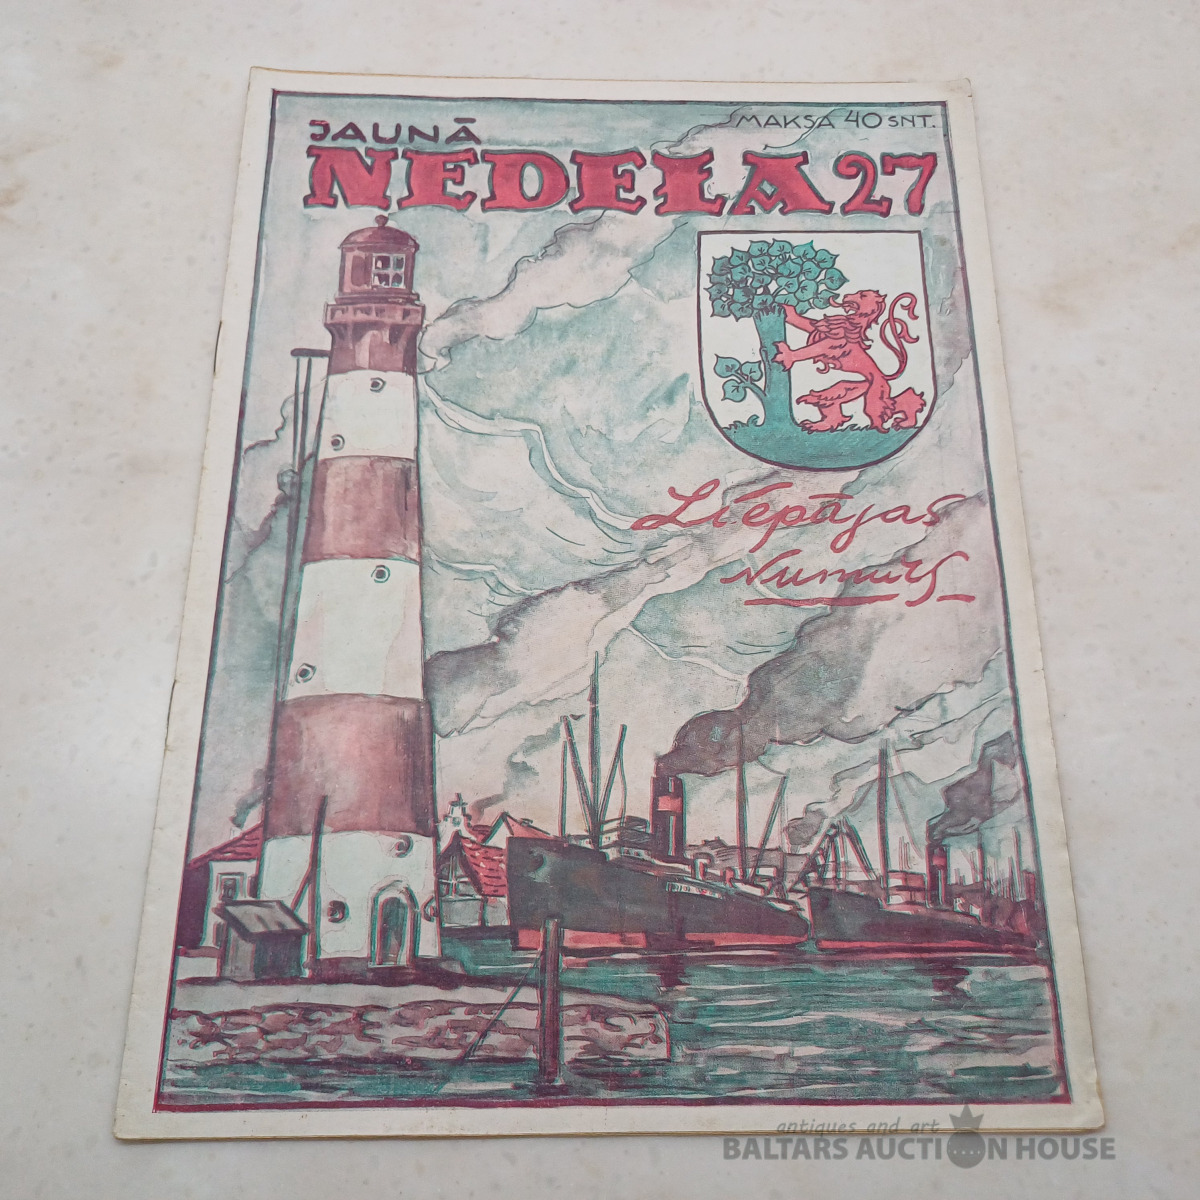 JAUNĀ
MAKSA 40 SNT.
NEDEĻA 27
Liepājas
Numurs
antiques and art
BALTARS AUCTION HOUSE